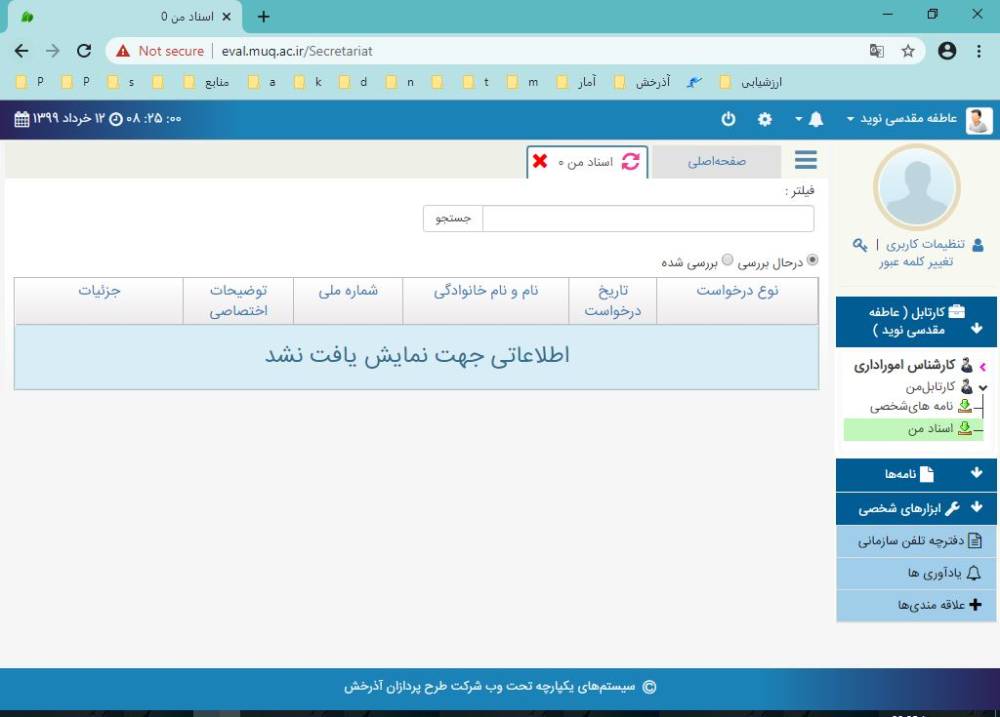 اسناد من 0
Not secure
eval.muq.ac.ir/Secretariat
P
P
s
منابع
a
k
d
n
t
m
آمار
آذرخش
ارزشیابی
عاطفه مقدسی نوید
۱۲ خرداد ۱۳۹۹ ۰۸ :۲۵ :۰۰
صفحه‌اصلی
اسناد من ۰
فیلتر :
جستجو
درحال بررسی بررسی شده
نوع درخواست
تاریخ درخواست
نام و نام خانوادگی
شماره ملی
توضیحات اختصاصی
جزئیات
اطلاعاتی جهت نمایش یافت نشد
تنظیمات کاربری |
تغییر کلمه عبور
کارتابل ( عاطفه
مقدسی نوید )
کارشناس اموراداری
کارتابل‌من
نامه های‌شخصی
اسناد من
نامه‌ها
ابزارهای شخصی
دفترچه تلفن سازمانی
یادآوری ها
علاقه مندی‌ها
© سیستم‌های یکپارچه تحت وب شرکت طرح پردازان آذرخش